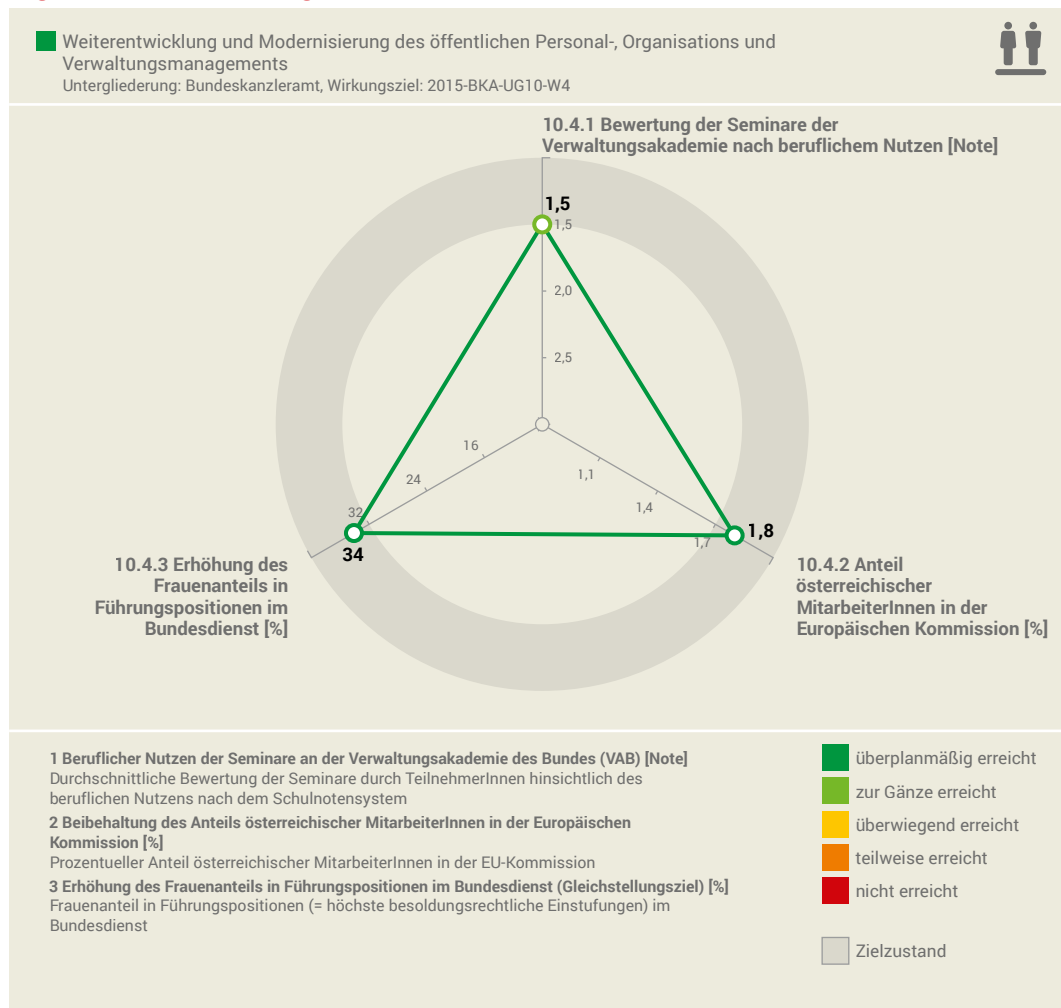 Weiterentwicklung und Modernisierung des öffentlichen Personal-, Organisations und
Verwaltungsmanagements
Untergliederung: Bundeskanzleramt, Wirkungsziel: 2015-BKA-UG10-W4
10.4.1 Bewertung der Seminare der
Verwaltungsakademie nach beruflichem Nutzen [Note]
1,5
1,5
2,0
2,5
16
24
32
34
1,1
1,4
1,7
1,8
10.4.3 Erhöhung des
Frauenanteils in
Führungspositionen im
Bundesdienst [%]
10.4.2 Anteil
österreichischer
MitarbeiterInnen in der
Europäischen Kommission [%]
1 Beruflicher Nutzen der Seminare an der Verwaltungsakademie des Bundes (VAB) [Note]
Durchschnittliche Bewertung der Seminare durch TeilnehmerInnen hinsichtlich des
beruflichen Nutzens nach dem Schulnotensystem
2 Beibehaltung des Anteils österreichischer MitarbeiterInnen in der Europäischen
Kommission [%]
Prozentueller Anteil österreichischer MitarbeiterInnen in der EU-Kommission
3 Erhöhung des Frauenanteils in Führungspositionen im Bundesdienst (Gleichstellungsziel) [%]
Frauenanteil in Führungspositionen (= höchste besoldungsrechtliche Einstufungen) im
Bundesdienst
überplanmäßig erreicht
zur Gänze erreicht
überwiegend erreicht
teilweise erreicht
nicht erreicht
Zielzustand